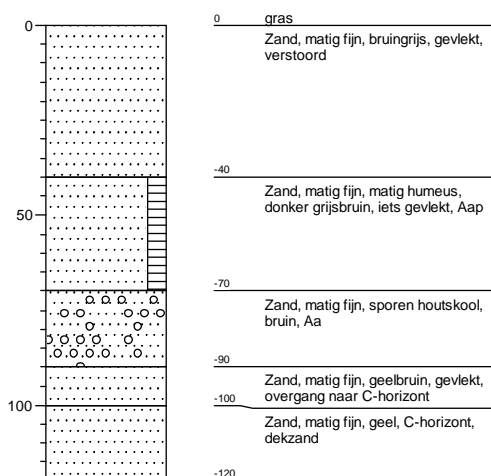 0
50
100
0
gras
Zand, matig fijn, bruingrijs, gevlekt,
verstoord
-40
Zand, matig fijn, matig humeus,
donker grijsbruin, iets gevlekt, Aap
-70
Zand, matig fijn, sporen houtskool,
bruin, Aa
-90
Zand, matig fijn, geelbruin, gevlekt,
overgang naar C-horizont
-100
Zand, matig fijn, geel, C-horizont,
dekzand
-120